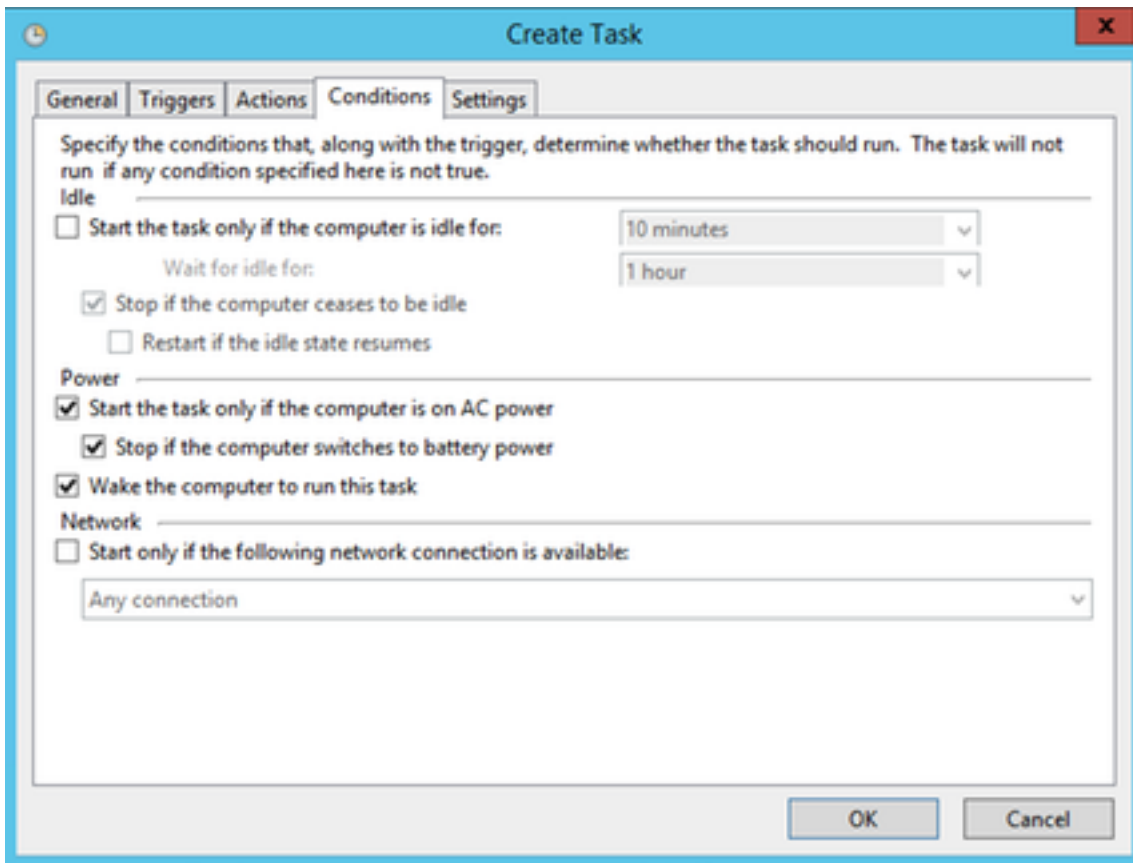 Create Task
x
General Triggers Actions Conditions Settings
Specify the conditions that, along with the trigger, determine whether the task should run. The task will not
run if any condition specified here is not true.
Idle
Start the task only if the computer is idle for: 10 minutes
Wait for idle for: 1 hour
Stop if the computer ceases to be idle
Restart if the idle state resumes
Power
Start the task only if the computer is on AC power
Stop if the computer switches to battery power
Wake the computer to run this task
Network
Start only if the following network connection is available:
Any connection
OK Cancel